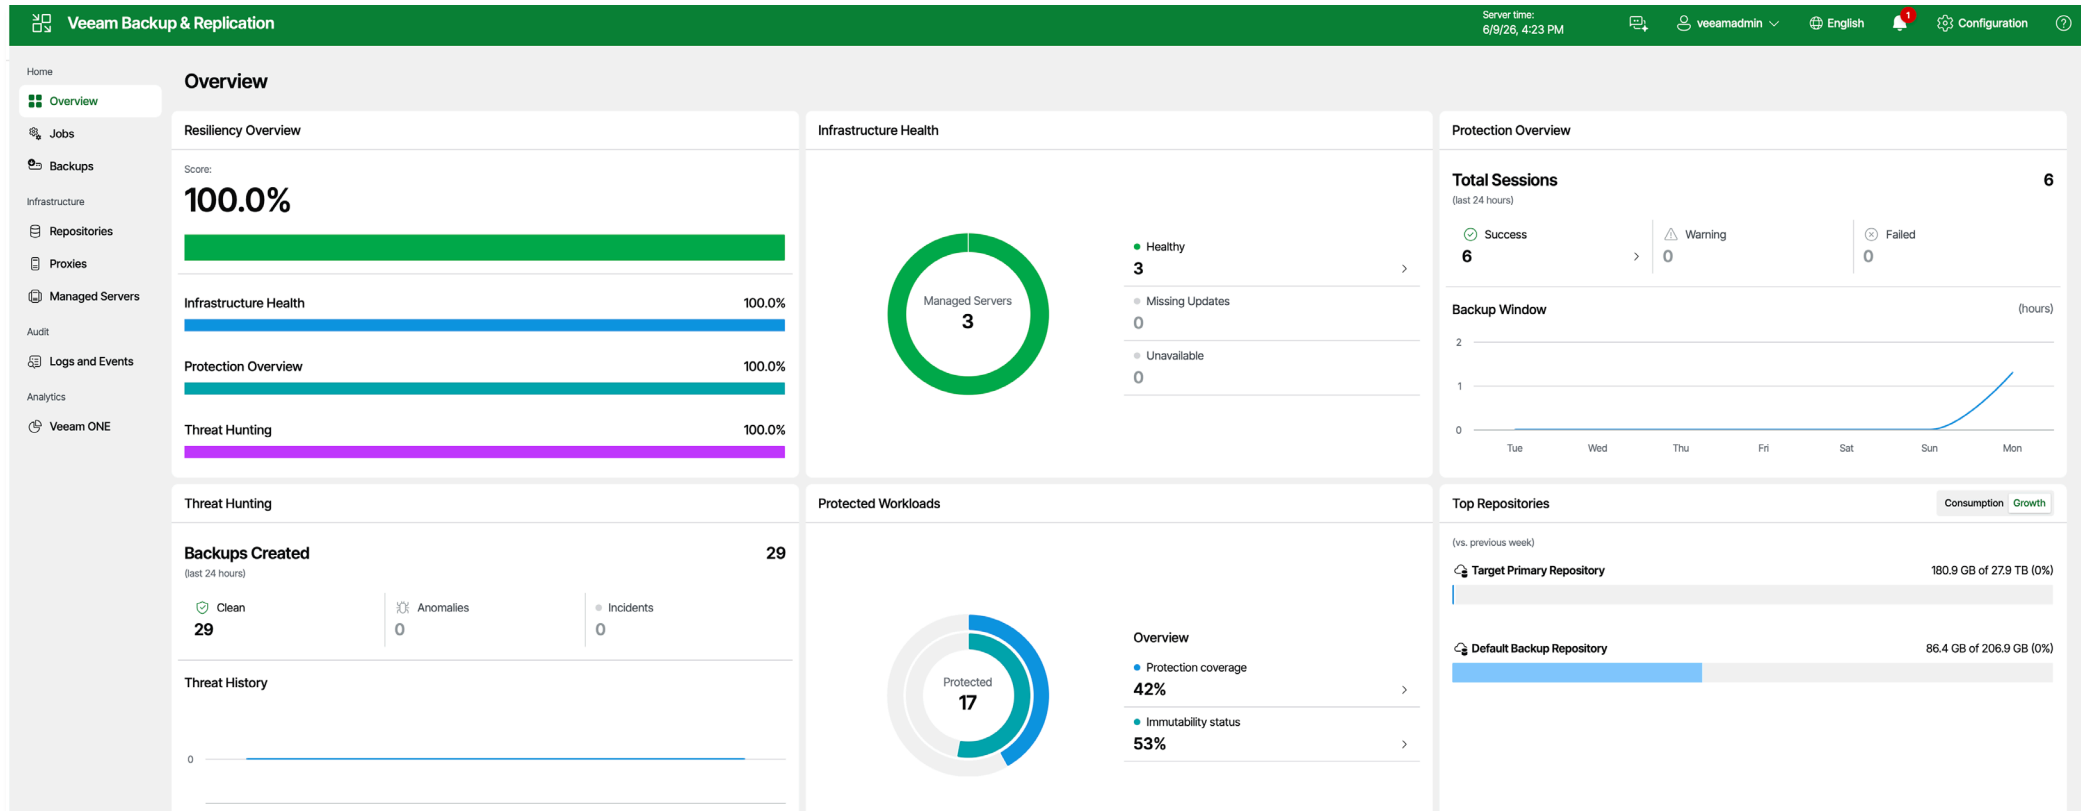 Veeam Backup & Replication
Server time:
6/9/26, 4:23 PM
veeamadmin
English
1
Configuration
Home
Overview
Jobs
Backups
Infrastructure
Repositories
Proxies
Managed Servers
Audit
Logs and Events
Analytics
Veeam ONE
Overview
Resiliency Overview
Score:
100.0%
Infrastructure Health 100.0%
Protection Overview 100.0%
Threat Hunting 100.0%
Infrastructure Health
Managed Servers
3
Healthy
3
Missing Updates
0
Unavailable
0
Protection Overview
Total Sessions 6
(last 24 hours)
Success Warning Failed
6 0 0
Backup Window (hours)
2
1
0
Tue Wed Thu Fri Sat Sun Mon
Threat Hunting
Backups Created 29
(last 24 hours)
Clean Anomalies Incidents
29 0 0
Threat History
0
Protected Workloads
Protected
17
Overview
Protection coverage
42%
Immutability status
53%
Top Repositories Consumption Growth
(vs. previous week)
Target Primary Repository 180.9 GB of 27.9 TB (0%)
Default Backup Repository 86.4 GB of 206.9 GB (0%)